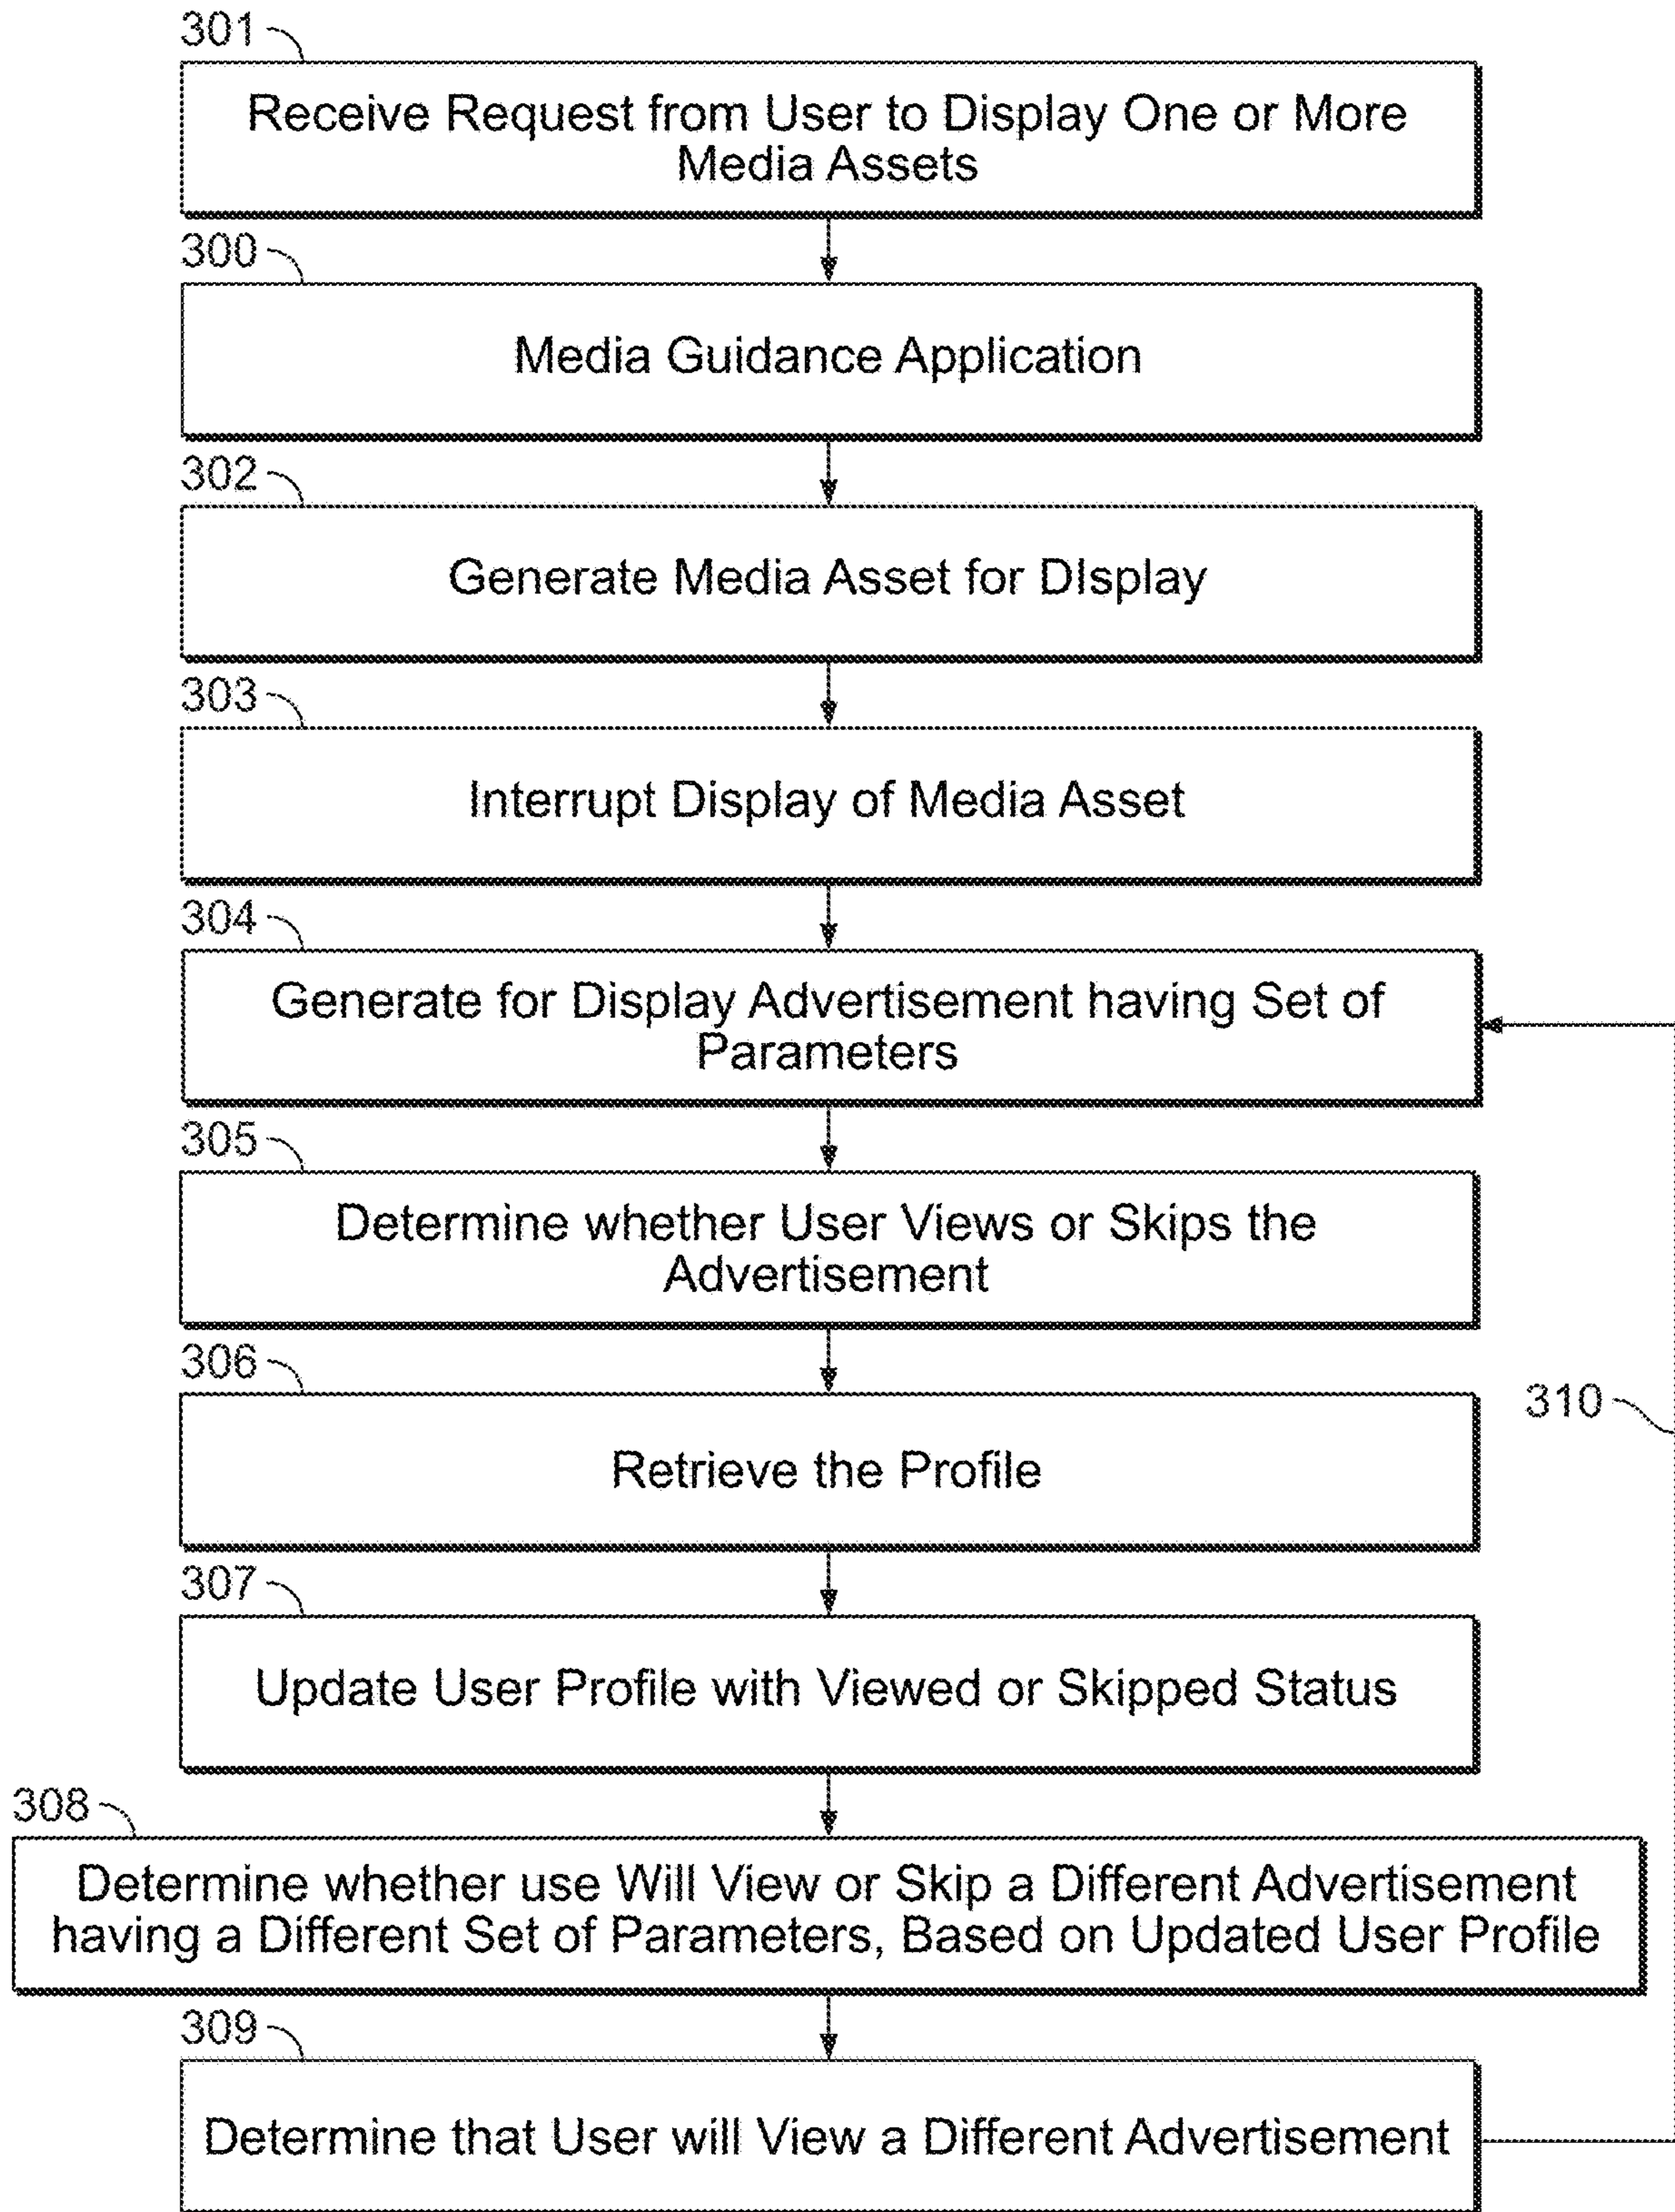 301
Receive Request from User to Display One or More
Media Assets
300
Media Guidance Application
302
Generate Media Asset for DIsplay
303
Interrupt Display of Media Asset
304
Generate for Display Advertisement having Set of
Parameters
305
Determine whether User Views or Skips the
Advertisement
306
Retrieve the Profile
310
307
Update User Profile with Viewed or Skipped Status
308
Determine whether use Will View or Skip a Different Advertisement
having a Different Set of Parameters, Based on Updated User Profile
309
Determine that User will View a Different Advertisement